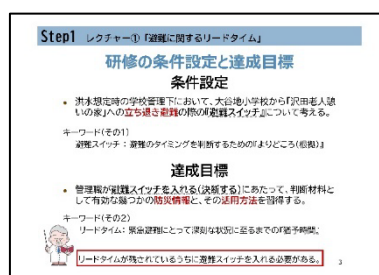 Step1 レクチャー①「避難に関するリードタイム」
研修の条件設定と達成目標
条件設定
• 洪水想定時の学校管理下において、大谷地小学校から『沢田老人憩
いの家』への立ち退き避難の際の『避難スイッチ』について考える。
キーワード(その1)
避難スイッチ：避難のタイミングを判断するための『よりどころ(根拠)』
達成目標
• 管理職が避難スイッチを入れる(決断する)にあたって、判断材料と
して有効な幾つかの防災情報と、その活用方法を習得する。
キーワード(その2)
リードタイム：緊急避難にとって深刻な状況に至るまでの『猶予時間』
リードタイムが残されているうちに避難スイッチを入れる必要がある。
3